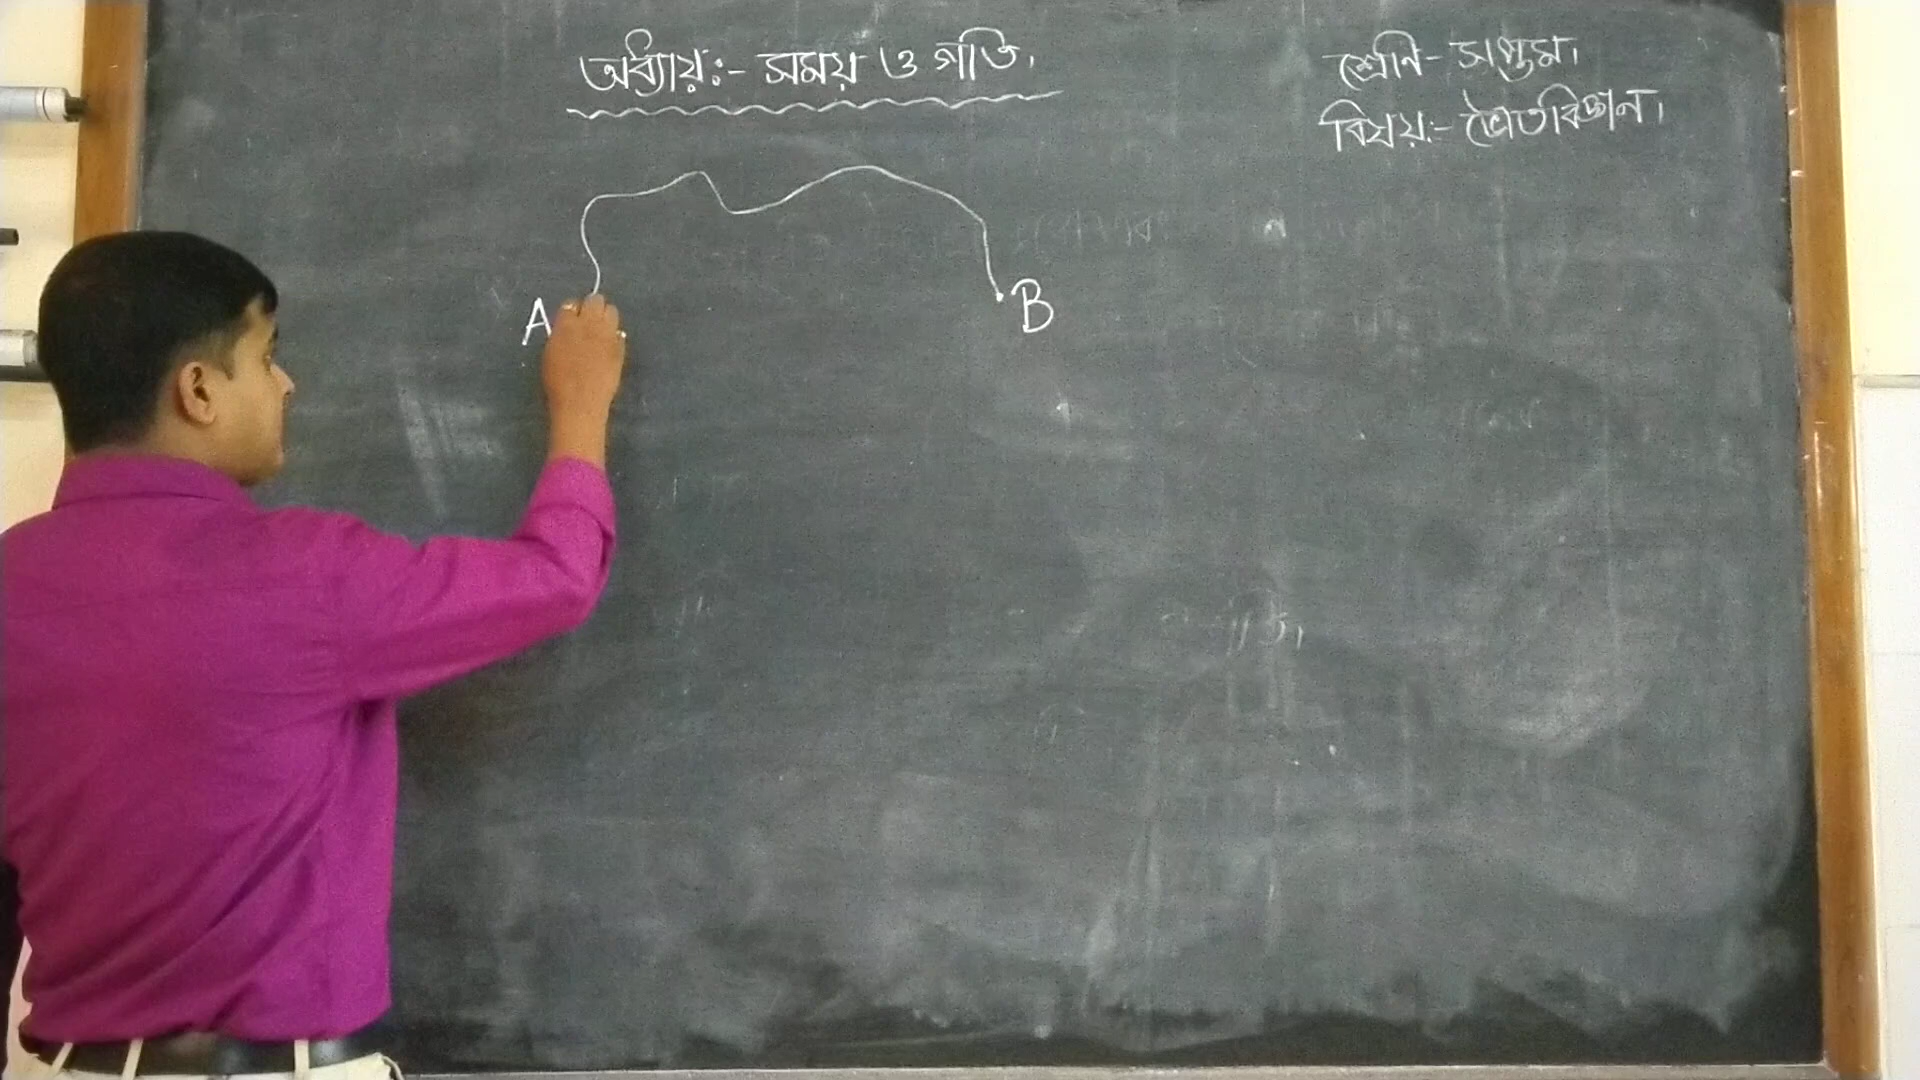 অধ্যায়:- সময় ও গতি।
শ্রেনি - সপ্তম।
বিষয়:- ভৌতবিজ্ঞান।
A
B